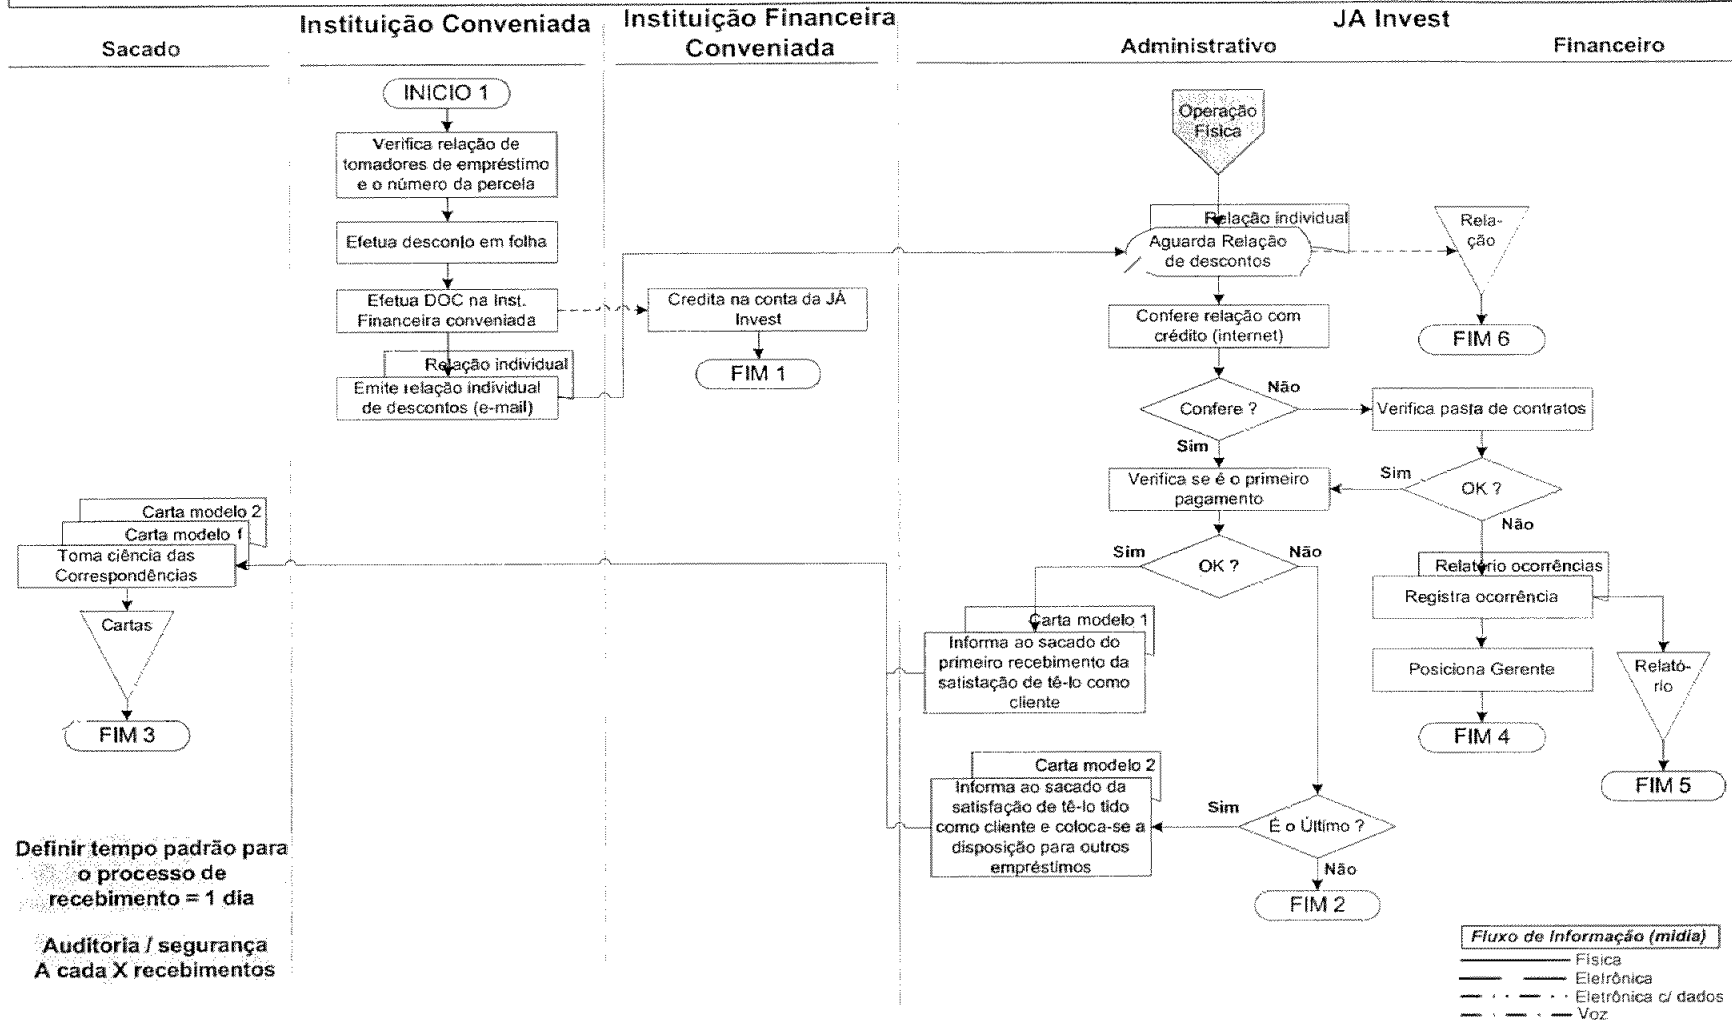 Instituição Conveniada
Instituição Financeira
Conveniada
JA Invest
Sacado
Administrativo
Financeiro
INICIO 1
Verifica relação de
tomadores de empréstimo
e o número da percela
Efetua desconto em folha
Efetua DOC na Inst.
Financeira conveniada
Relação individual
Emite relação individual
de descontos (e-mail)
Credita na conta da JÁ
Invest
FIM 1
Operação
Física
Relação individual
Aguarda Relação
de descontos
Rela-
ção
FIM 6
Confere relação com
crédito (internet)
Confere ?
Não
Sim
Verifica pasta de contratos
Verifica se é o primeiro
pagamento
Sim
OK ?
Não
Sim
OK ?
Não
Relatório ocorrências
Registra ocorrência
Posiciona Gerente
FIM 4
Relató-
rio
FIM 5
Carta modelo 2
Carta modelo 1
Toma ciência das
Correspondências
Cartas
FIM 3
Carta modelo 1
Informa ao sacado do
primeiro recebimento da
satistação de tê-lo como
cliente
Carta modelo 2
Informa ao sacado da
satisfação de tê-lo tido
como cliente e coloca-se a
disposição para outros
empréstimos
Sim
É o Último ?
Não
FIM 2
Definir tempo padrão para
o processo de
recebimento = 1 dia
Auditoria / segurança
A cada X recebimentos
Fluxo de Informação (midia)
Física
Eletrônica
Eletrônica c/ dados
Voz